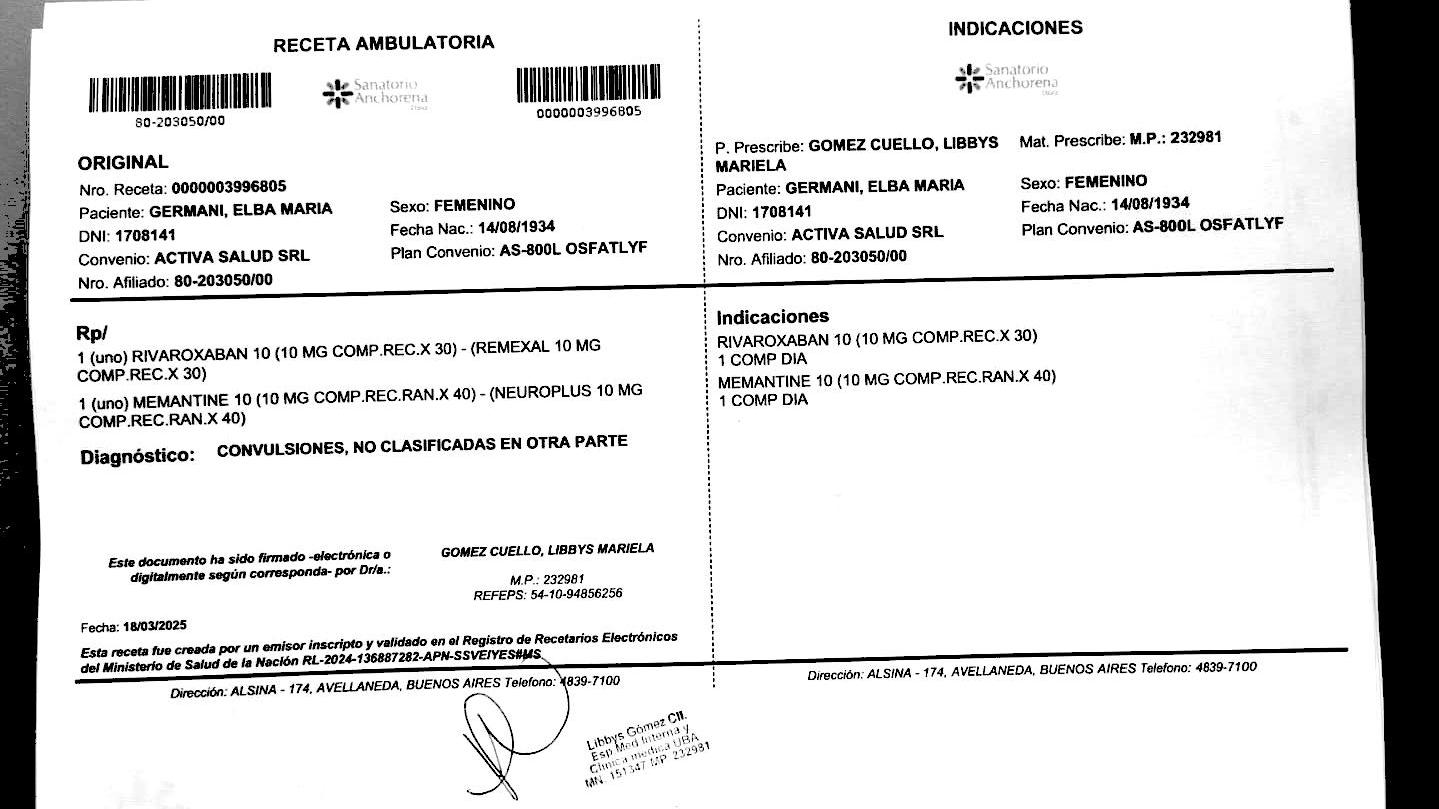 RECETA AMBULATORIA
80-203050/00
Sanatorio
Anchorena
0000003996805
ORIGINAL
Nro. Receta: 0000003996805
Paciente: GERMANI, ELBA MARIA
DNI: 1708141
Convenio: ACTIVA SALUD SRL
Nro. Afiliado: 80-203050/00
Sexo: FEMENINO
Fecha Nac.: 14/08/1934
Plan Convenio: AS-800L OSFATLYF
Rp/
1 (uno) RIVAROXABAN 10 (10 MG COMP.REC.X 30) - (REMEXAL 10 MG
COMP.REC.X 30)
1 (uno) MEMANTINE 10 (10 MG COMP.REC.RAN.X 40) - (NEUROPLUS 10 MG
COMP.REC.RAN.X 40)
Diagnóstico: CONVULSIONES, NO CLASIFICADAS EN OTRA PARTE
Este documento ha sido firmado -electrónica o
digitalmente según corresponda- por Dr/a.:
GOMEZ CUELLO, LIBBYS MARIELA
M.P.: 232981
REFEPS: 54-10-94856256
Fecha: 18/03/2025
Esta receta fue creada por un emisor inscripto y validado en el Registro de Recetarios Electrónicos
del Ministerio de Salud de la Nación RL-2024-136887282-APN-SSVEIYES#MS
Dirección: ALSINA - 174, AVELLANEDA, BUENOS AIRES Telefono: 4839-7100
Libbys Gómez Cll.
Esp Med Interna y
Clínica medica UBA
MN. 151347 MP 232981
INDICACIONES
Sanatorio
Anchorena
P. Prescribe: GOMEZ CUELLO, LIBBYS
MARIELA
Paciente: GERMANI, ELBA MARIA
DNI: 1708141
Convenio: ACTIVA SALUD SRL
Nro. Afiliado: 80-203050/00
Mat. Prescribe: M.P.: 232981
Sexo: FEMENINO
Fecha Nac.: 14/08/1934
Plan Convenio: AS-800L OSFATLYF
Indicaciones
RIVAROXABAN 10 (10 MG COMP.REC.X 30)
1 COMP DIA
MEMANTINE 10 (10 MG COMP.REC.RAN.X 40)
1 COMP DIA
Dirección: ALSINA - 174, AVELLANEDA, BUENOS AIRES Telefono: 4839-7100